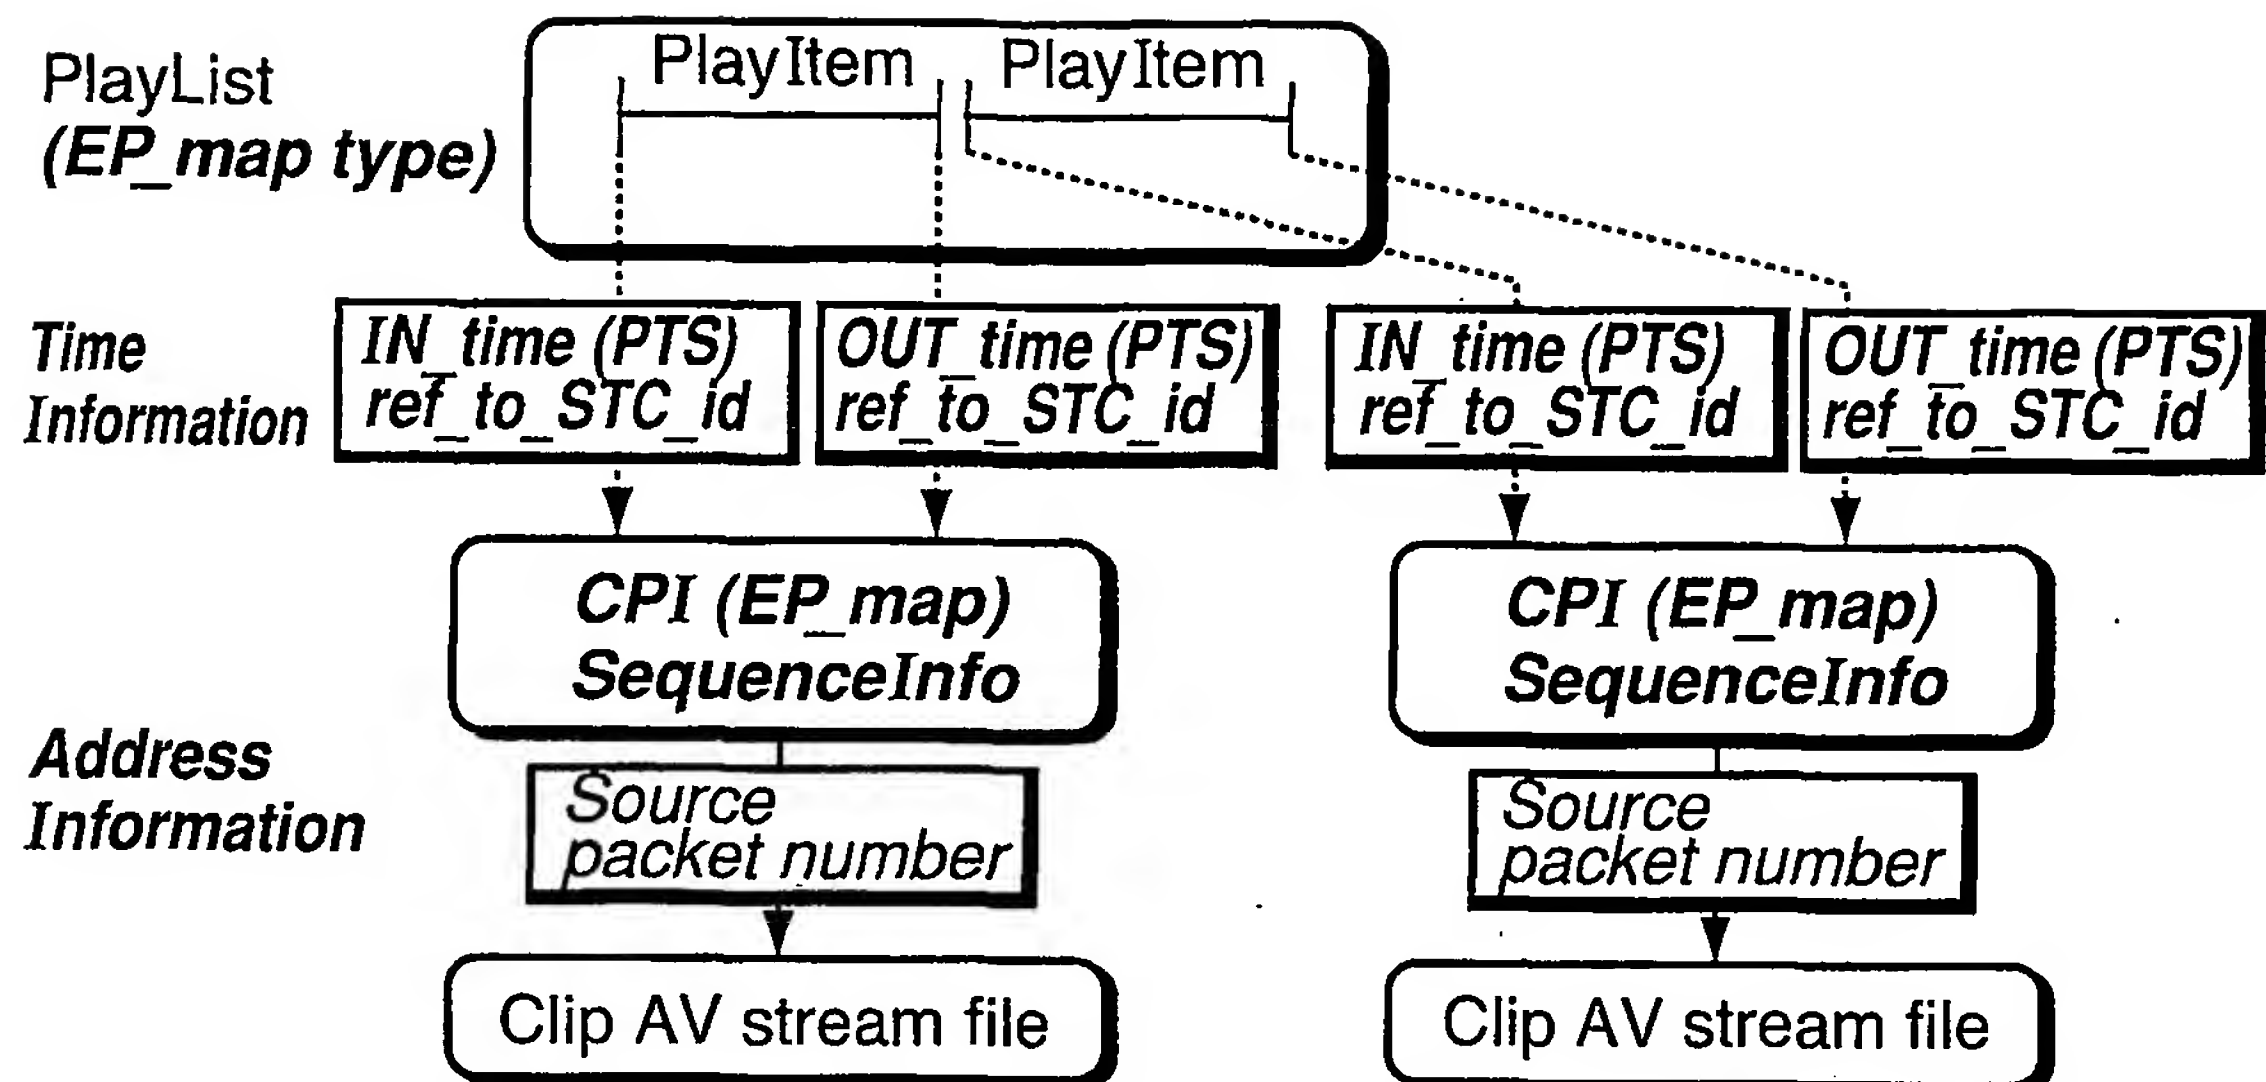 PlayItem PlayItem
PlayList
(EP_map type)
Time
Information
IN_time (PTS)
ref_to_STC_id
OUT_time (PTS)
ref_to_STC_id
IN_time (PTS)
ref_to_STC_id
OUT_time (PTS)
ref_to_STC_id
CPI (EP_map)
SequenceInfo
CPI (EP_map)
SequenceInfo
Address
Information
Source
packet number
Source
packet number
Clip AV stream file
Clip AV stream file